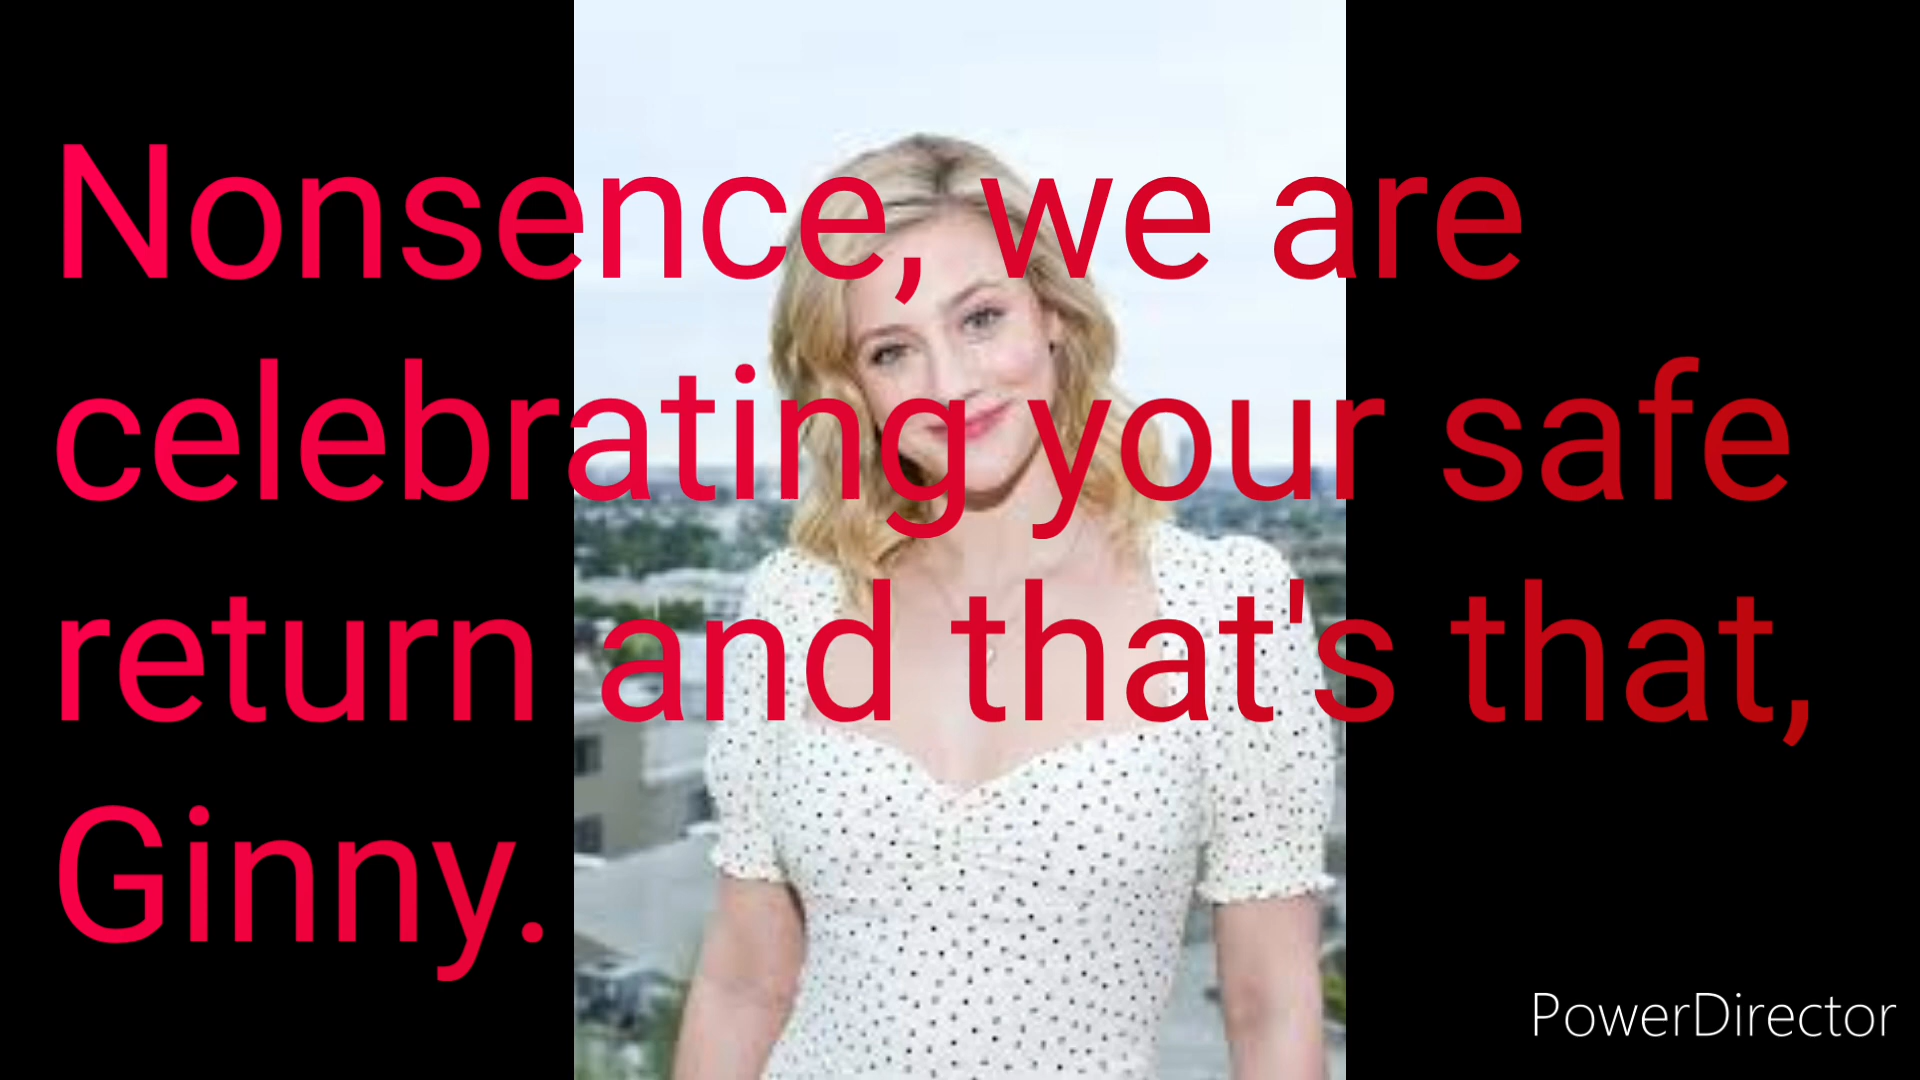 Nonsence, we are
celebrating your safe
return and that's that,
Ginny.
PowerDirector